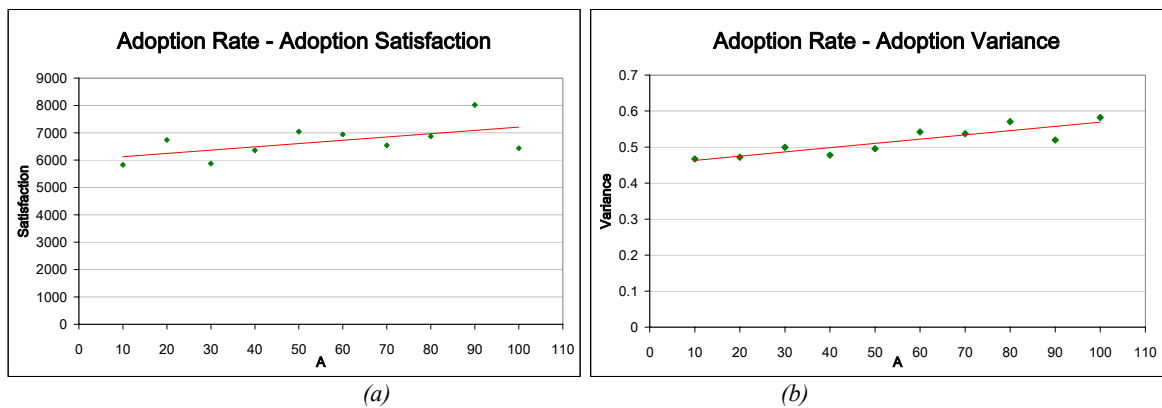 Adoption Rate - Adoption Satisfaction
9000
8000
7000
6000
5000
4000
3000
2000
1000
0
Satisfaction
0 10 20 30 40 50 60 70 80 90 100 110
A
(a)
Adoption Rate - Adoption Variance
0.7
0.6
0.5
0.4
0.3
0.2
0.1
0
Variance
0 10 20 30 40 50 60 70 80 90 100 110
A
(b)